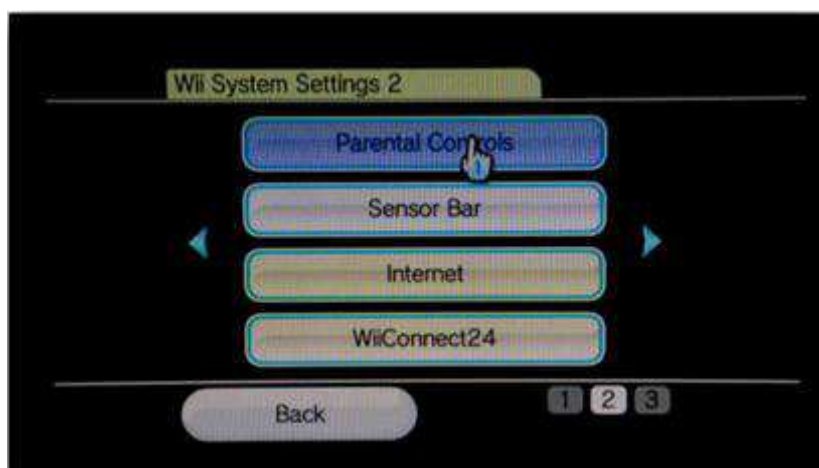 Wii System Settings 2
Parental Controls
Sensor Bar
Internet
WiiConnect24
Back
1 2 3